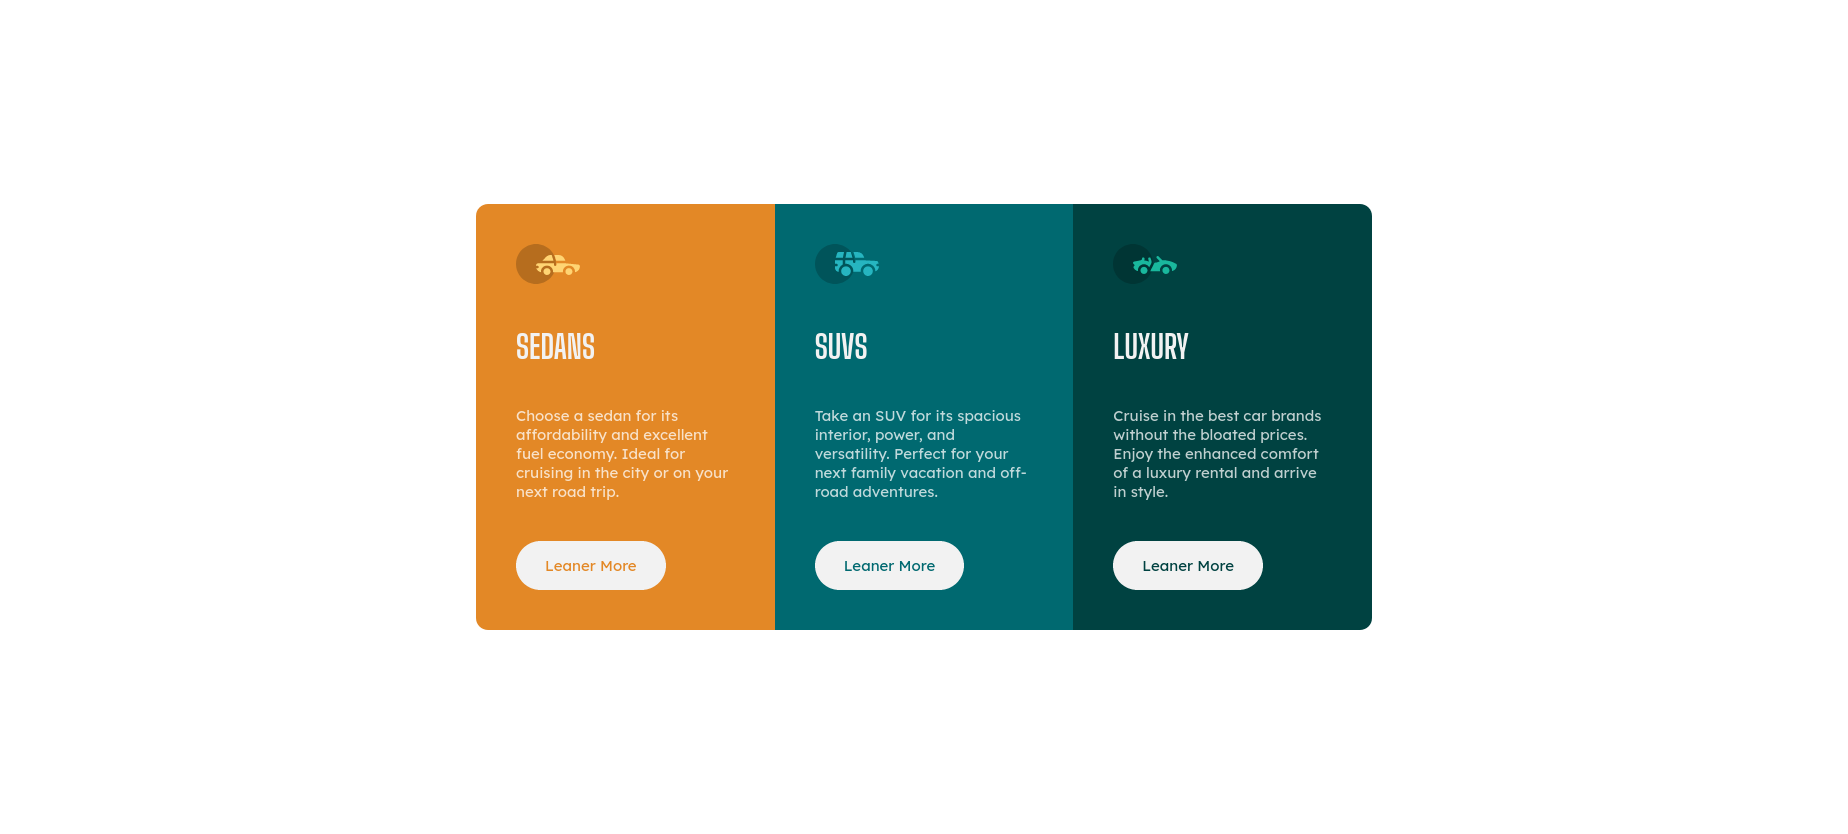 SEDANS
Choose a sedan for its
affordability and excellent
fuel economy. Ideal for
cruising in the city or on your
next road trip.
Leaner More
SUVS
Take an SUV for its spacious
interior, power, and
versatility. Perfect for your
next family vacation and off-
road adventures.
Leaner More
LUXURY
Cruise in the best car brands
without the bloated prices.
Enjoy the enhanced comfort
of a luxury rental and arrive
in style.
Leaner More